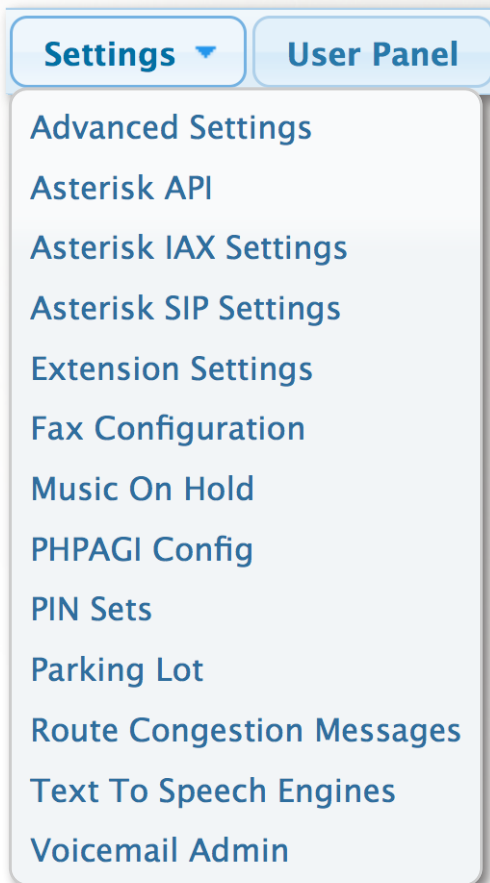 Settings User Panel
Advanced Settings
Asterisk API
Asterisk IAX Settings
Asterisk SIP Settings
Extension Settings
Fax Configuration
Music On Hold
PHPAGI Config
PIN Sets
Parking Lot
Route Congestion Messages
Text To Speech Engines
Voicemail Admin